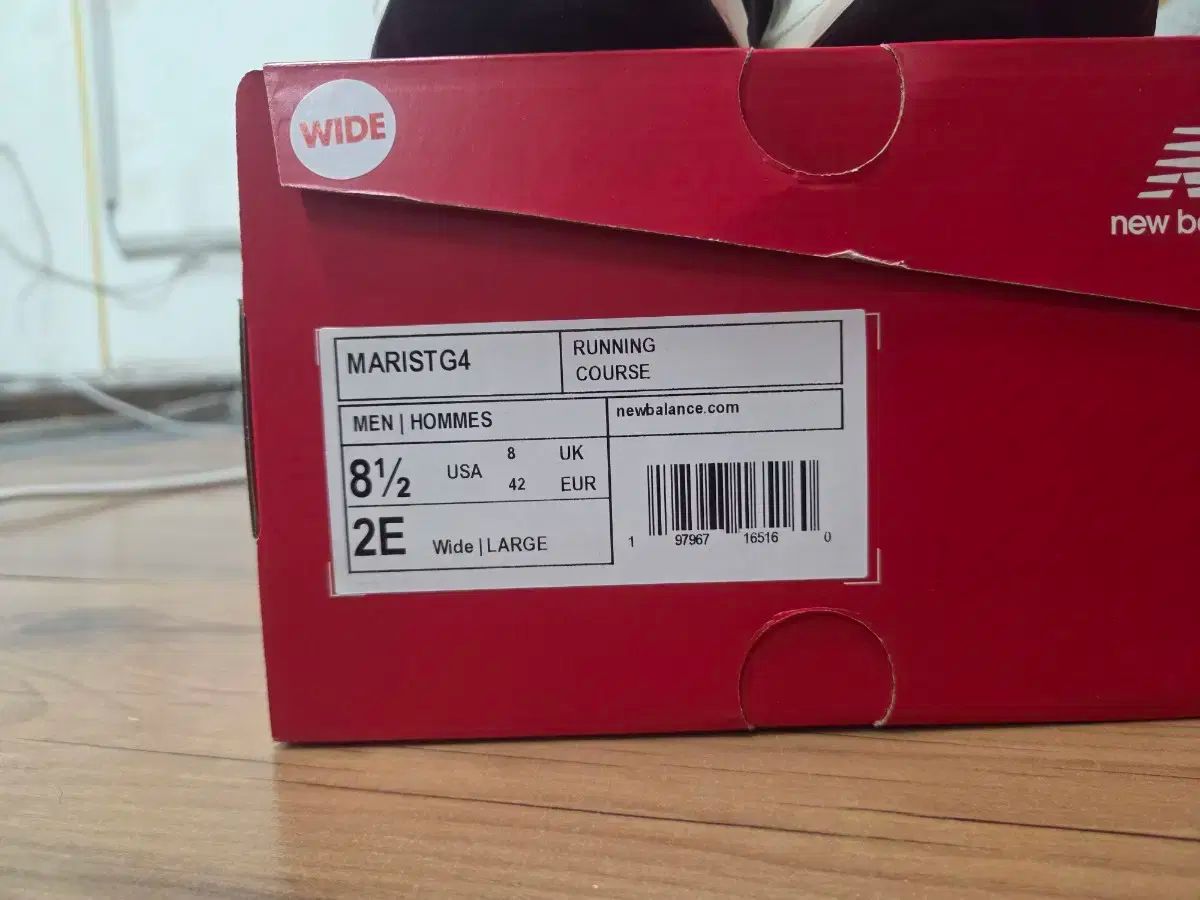 WIDE
new ba
MARISTG4
RUNNING
COURSE
MEN | HOMMES
newbalance.com
8½ USA 8 UK
42 EUR
2E Wide | LARGE
1 97967 16516 0